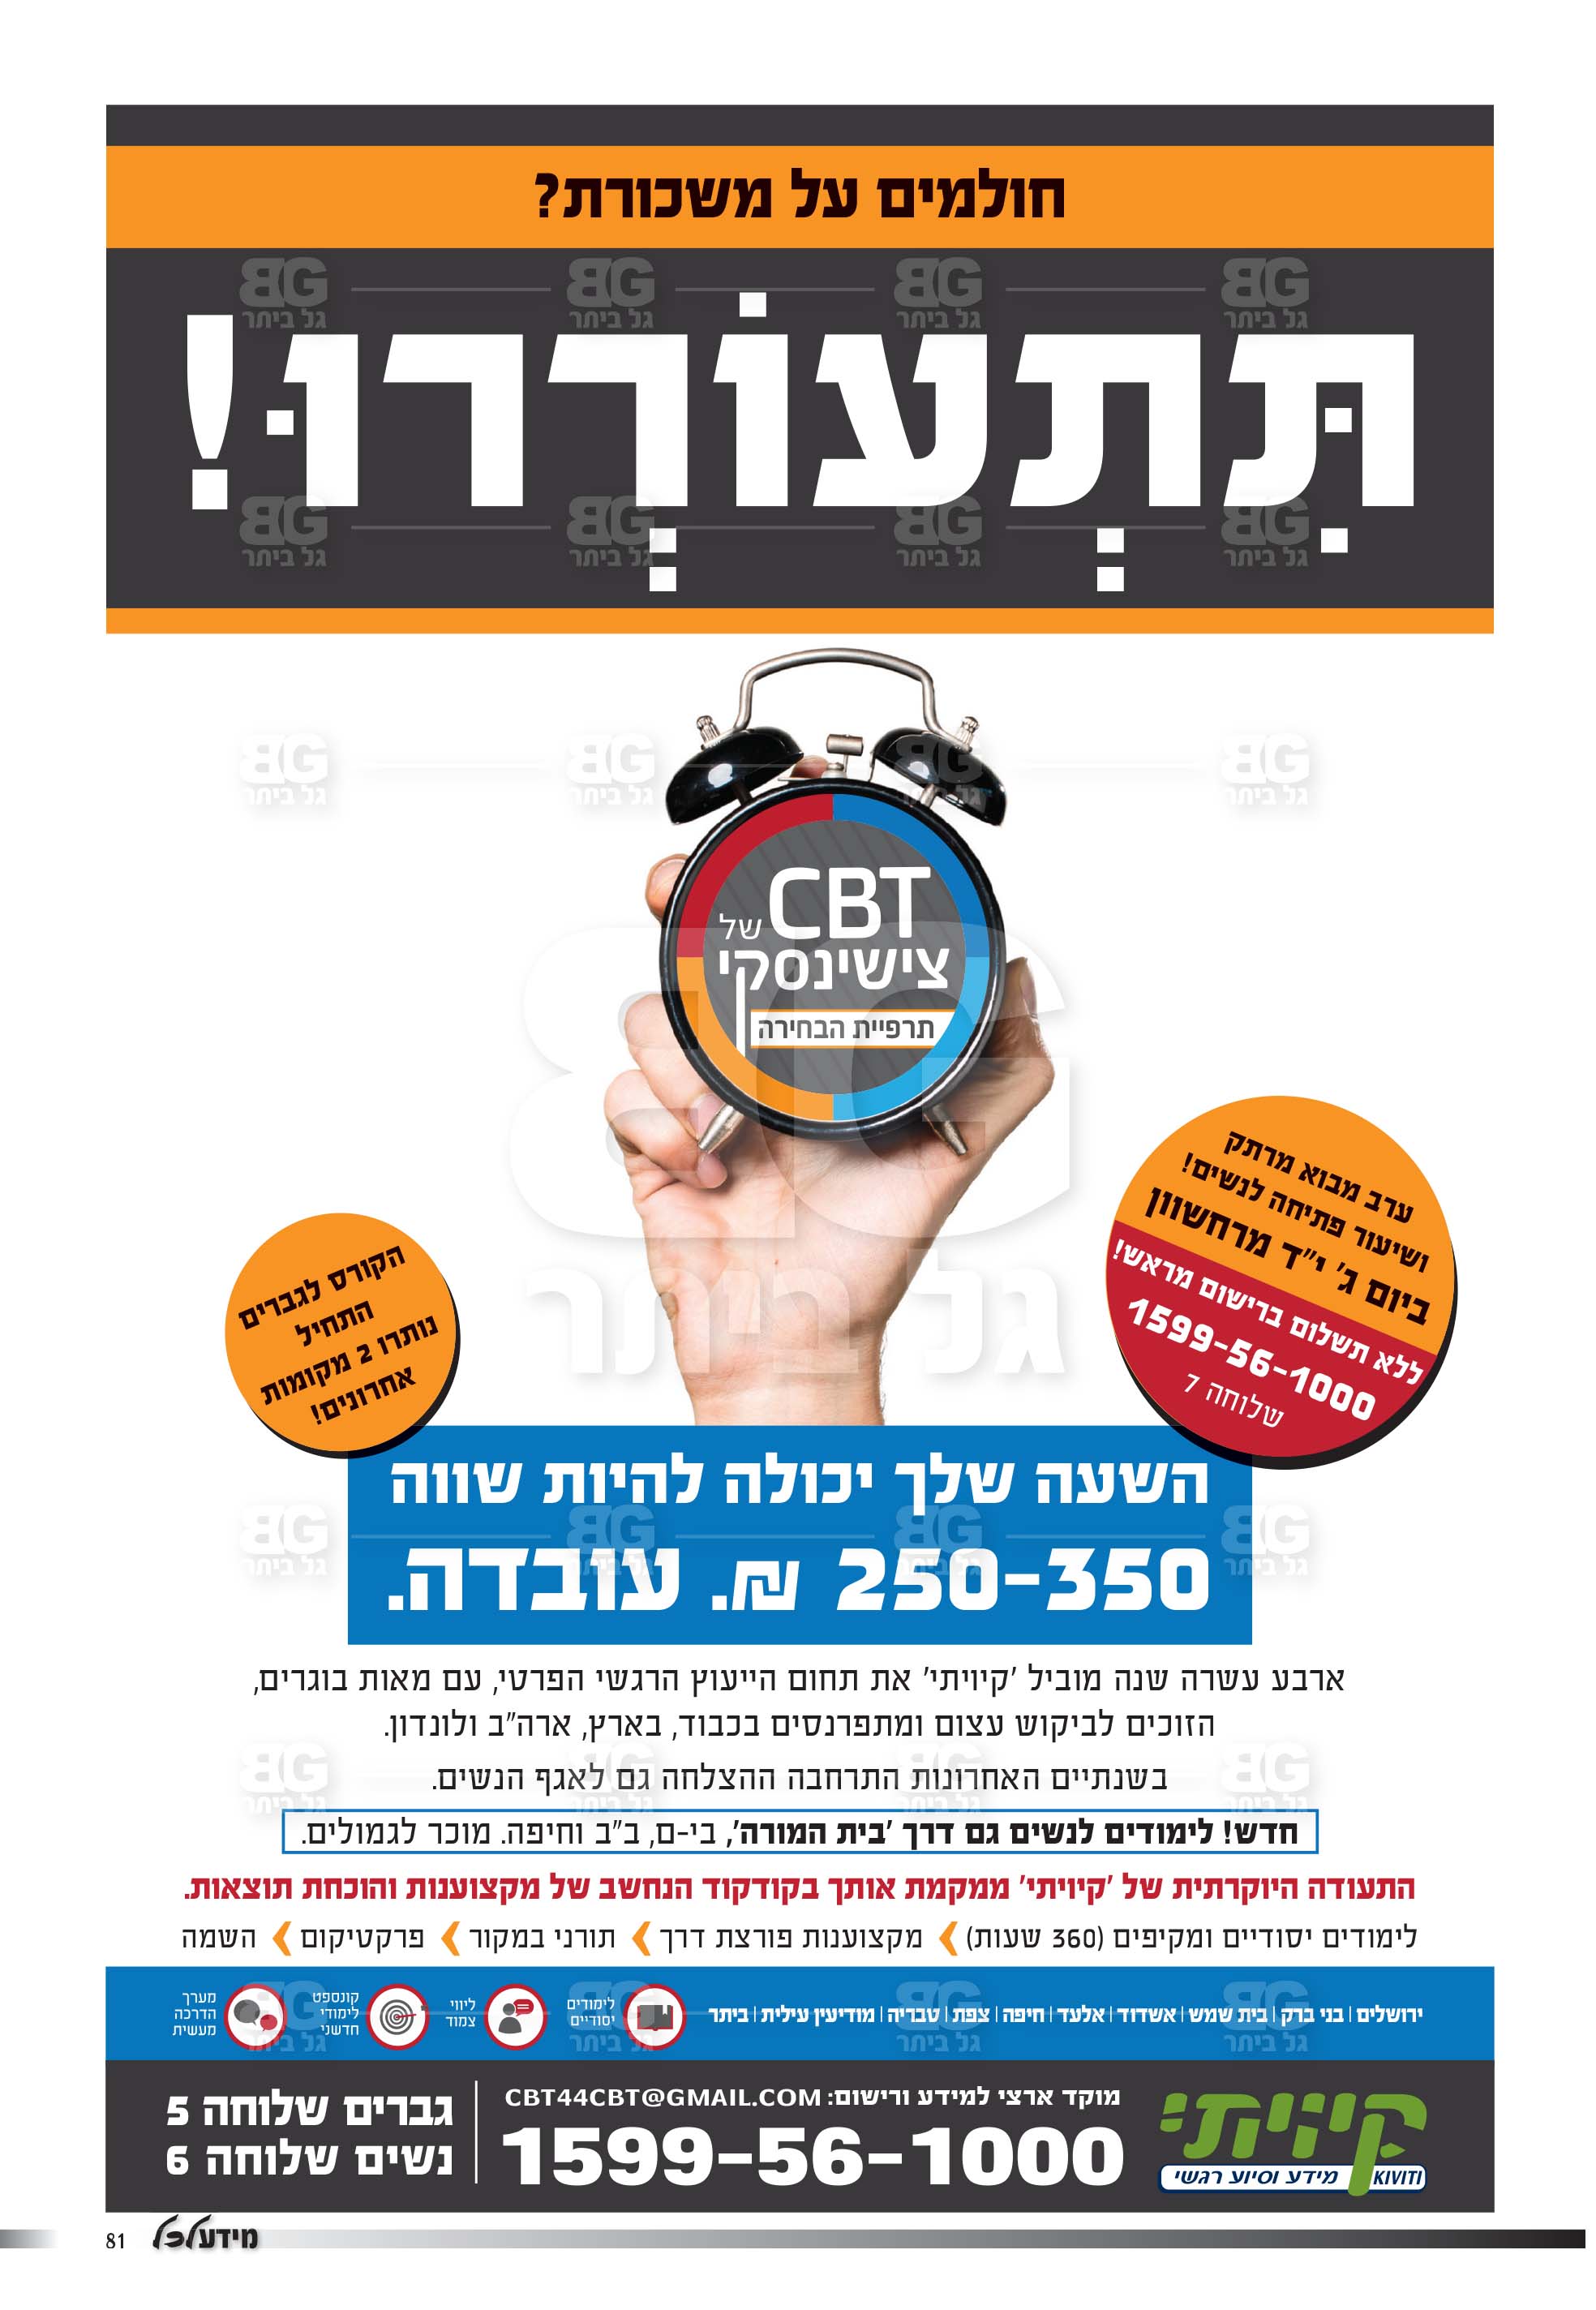 חולמים על משכורת?
תִּתְעוֹרְרוּ!
CBT של
צישינסקי
תרפיית הבחירה
ערב מבוא מרתק
ושיעור פתיחה לנשים!
ביום ג' י"ד מרחשוון
ללא תשלום ברישום מראש!
1599-56-1000
שלוחה 7
הקורס לגברים
התחיל
נותרו 2 מקומות
אחרונים!
השעה שלך יכולה להיות שווה
250-350 ₪. עובדה.
ארבע עשרה שנה מוביל 'קיוויתי' את תחום הייעוץ הרגשי הפרטי, עם מאות בוגרים,
הזוכים לביקוש עצום ומתפרנסים בכבוד, בארץ, ארה"ב ולונדון.
בשנתיים האחרונות התרחבה ההצלחה גם לאגף הנשים.
חדש! לימודים לנשים גם דרך 'בית המורה', בי-ם, ב"ב וחיפה. מוכר לגמולים.
התעודה היוקרתית של 'קיויתי' ממקמת אותך בקודקוד הנחשב של מקצוענות והוכחת תוצאות.
לימודים יסודיים ומקיפים (360 שעות) ❯ מקצוענות פורצת דרך ❯ תורני במקור ❯ פרקטיקום ❯ השמה
ירושלים | בני ברק | בית שמש | אשדוד | אלעד | חיפה | צפת | טבריה | מודיעין עילית | ביתר
לימודים
יסודיים
ליווי
צמוד
קונספט
לימודי
חדשני
מערך
הדרכה
מעשית
קיויתי
KIVITI מידע וסיוע רגשי
מוקד ארצי למידע ורישום: CBT44CBT@GMAIL.COM
1599-56-1000
גברים שלוחה 5
נשים שלוחה 6
מידע לכל
81
BG
גל ביתר